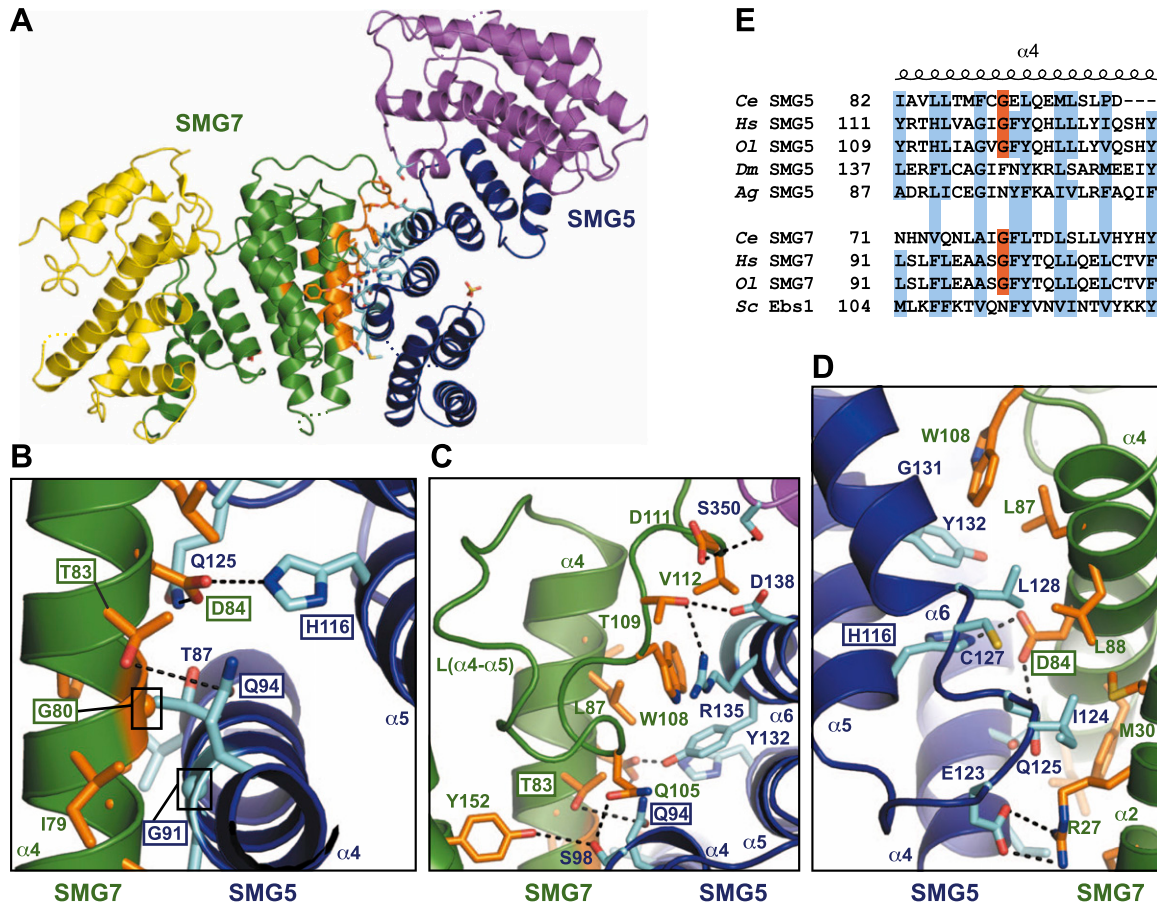 A
SMG7
SMG5
E
α4
Ce SMG5 82 IAVLLTMFCGELQEMLSLPD---
Hs SMG5 111 YRTHLVAGIGFYQHLLLYIQSHY
Ol SMG5 109 YRTHLIAGVGFYQHLLLYVQSHY
Dm SMG5 137 LERFLCAGIFNYKRLSARMEEIY
Ag SMG5 87 ADRLICEGINYFKAIVLRFAQIF
Ce SMG7 71 NHNVQNLAIGFLTDLSLLVHYHY
Hs SMG7 91 LSLFLEAASGFYTQLLQELCTVF
Ol SMG7 91 LSLFLEAASGFYTQLLQELCTVF
Sc Ebs1 104 MLKFFKTVQNFYVNVINTVYKKY
B
Q125
T83
D84
H116
T87
Q94
G80
α5
I79
G91
α4
α4
SMG7
SMG5
C
S350
D111
α4
V112
D138
T109
L(α4-α5)
L87
W108
R135
α6
Y132
T83
Q105
Y152
Q94
α5
S98
α4
SMG7
SMG5
D
W108
α4
G131
L87
Y132
L128
α6
H116
C127
L88
D84
α5
I124
M30
E123
Q125
R27
α2
α4
SMG5
SMG7